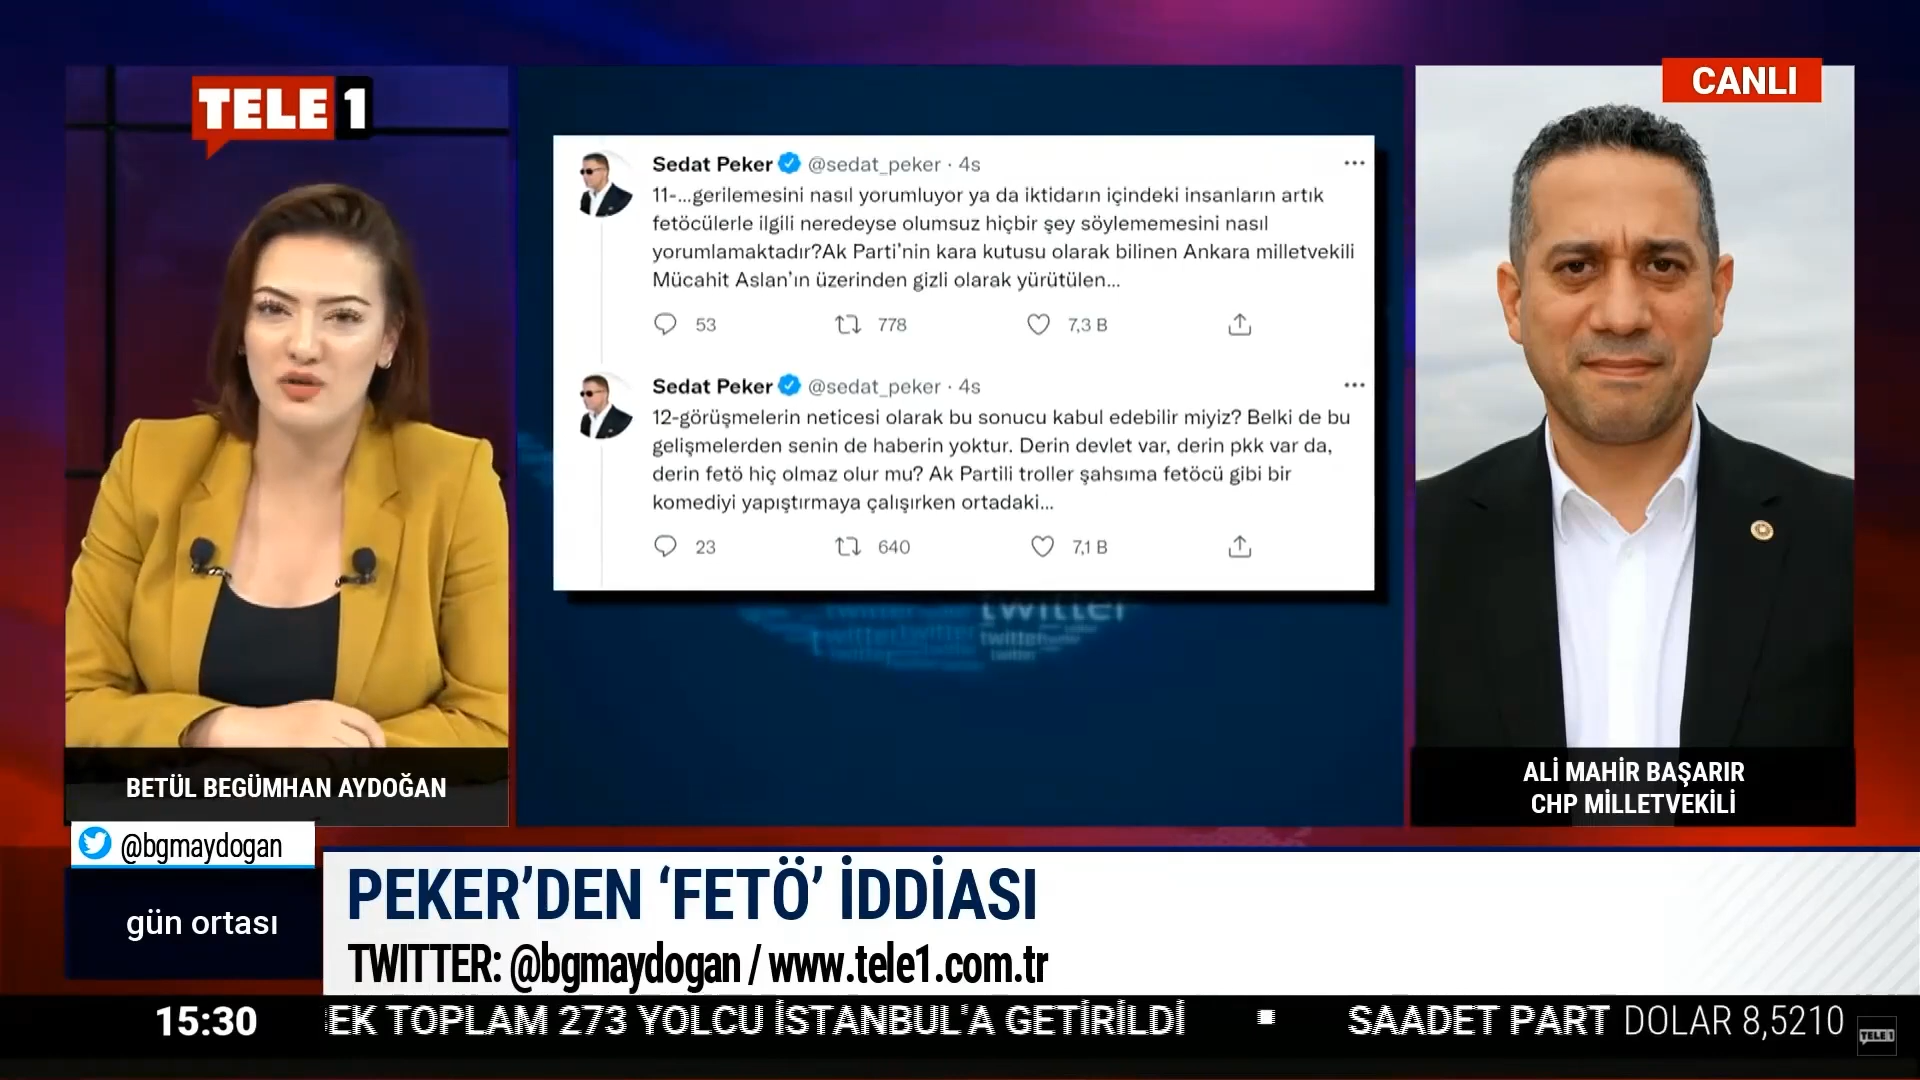 TELE 1
CANLI
Sedat Peker @sedat_peker · 4s
11-...gerilemesini nasıl yorumluyor ya da iktidarın içindeki insanların artık
fetöcülerle ilgili neredeyse olumsuz hiçbir şey söylememesini nasıl
yorumlamaktadır?Ak Parti’nin kara kutusu olarak bilinen Ankara milletvekili
Mücahit Aslan’ın üzerinden gizli olarak yürütülen...
53 778 7,3 B
Sedat Peker @sedat_peker · 4s
12-görüşmelerin neticesi olarak bu sonucu kabul edebilir miyiz? Belki de bu
gelişmelerden senin de haberin yoktur. Derin devlet var, derin pkk var da,
derin fetö hiç olmaz olur mu? Ak Partili troller şahsıma fetöcü gibi bir
komediyi yapıştırmaya çalışırken ortadaki...
23 640 7,1 B
twitter twitter
twittertwitter twitter
twitter
BETÜL BEGÜMHAN AYDOĞAN
ALİ MAHİR BAŞARIR
CHP MİLLETVEKİLİ
@bgmaydogan
gün ortası
PEKER’DEN ‘FETÖ’ İDDİASI
TWITTER: @bgmaydogan / www.tele1.com.tr
15:30 EK TOPLAM 273 YOLCU İSTANBUL'A GETİRİLDİ SAADET PART DOLAR 8,5210
TELE1